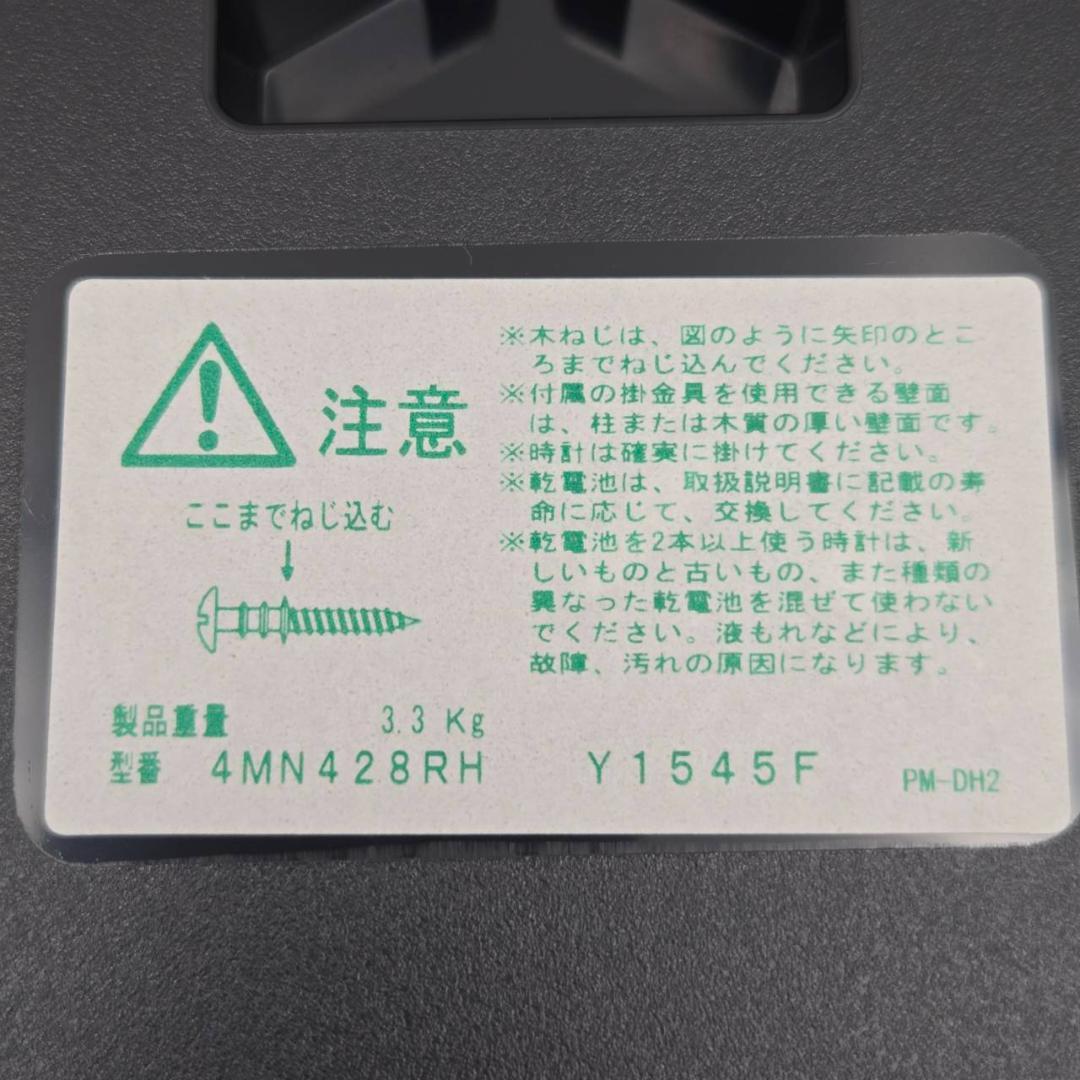 注意
ここまでねじ込む
※木ねじは、図のように矢印のとこ
ろまでねじ込んでください。
※付属の掛金具を使用できる壁面
は、柱または木質の厚い壁面です。
※時計は確実に掛けてください。
※乾電池は、取扱説明書に記載の寿
命に応じて、交換してください。
※乾電池を2本以上使う時計は、新
しいものと古いもの、また種類の
異なった乾電池を混ぜて使わない
でください。液もれなどにより、
故障、汚れの原因になります。
製品重量 3.3 Kg
型番 4MN428RH Y1545F PM-DH2